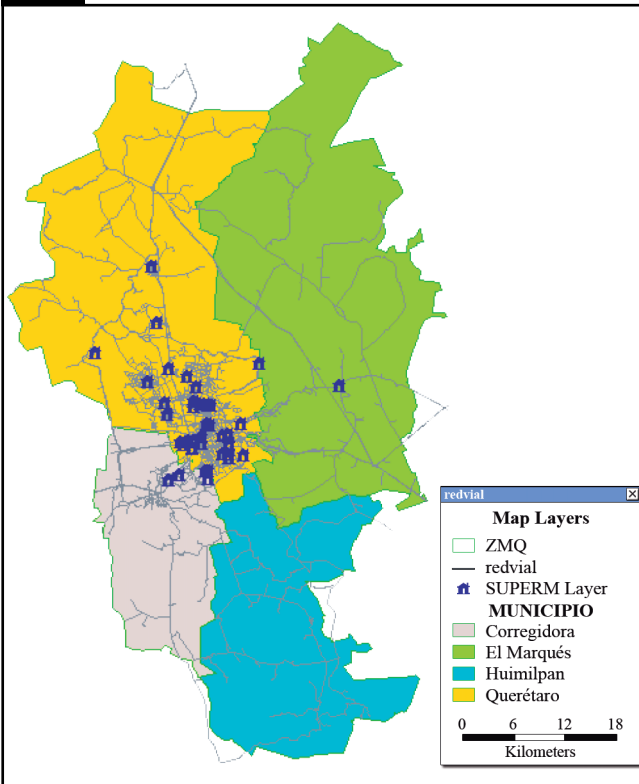 redvial
Map Layers
ZMQ
redvial
SUPERM Layer
MUNICIPIO
Corregidora
El Marqués
Huimilpan
Querétaro
0 6 12 18
Kilometers